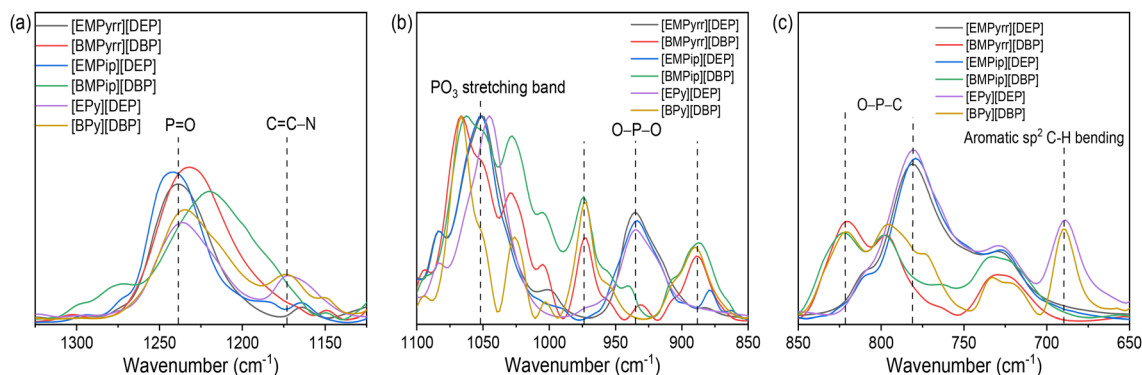 (a)
[EMPyrr][DEP]
[BMPyrr][DBP]
[EMPip][DEP]
[BMPip][DBP]
[EPy][DEP]
[BPy][DBP]
P=O
C=C–N
1300 1250 1200 1150
Wavenumber (cm⁻¹)
(b)
[EMPyrr][DEP]
[BMPyrr][DBP]
[EMPip][DEP]
[BMPip][DBP]
[EPy][DEP]
[BPy][DBP]
PO₃ stretching band
O–P–O
1100 1050 1000 950 900 850
Wavenumber (cm⁻¹)
(c)
[EMPyrr][DEP]
[BMPyrr][DBP]
[EMPip][DEP]
[BMPip][DBP]
[EPy][DEP]
[BPy][DBP]
O–P–C
Aromatic sp² C-H bending
850 800 750 700 650
Wavenumber (cm⁻¹)